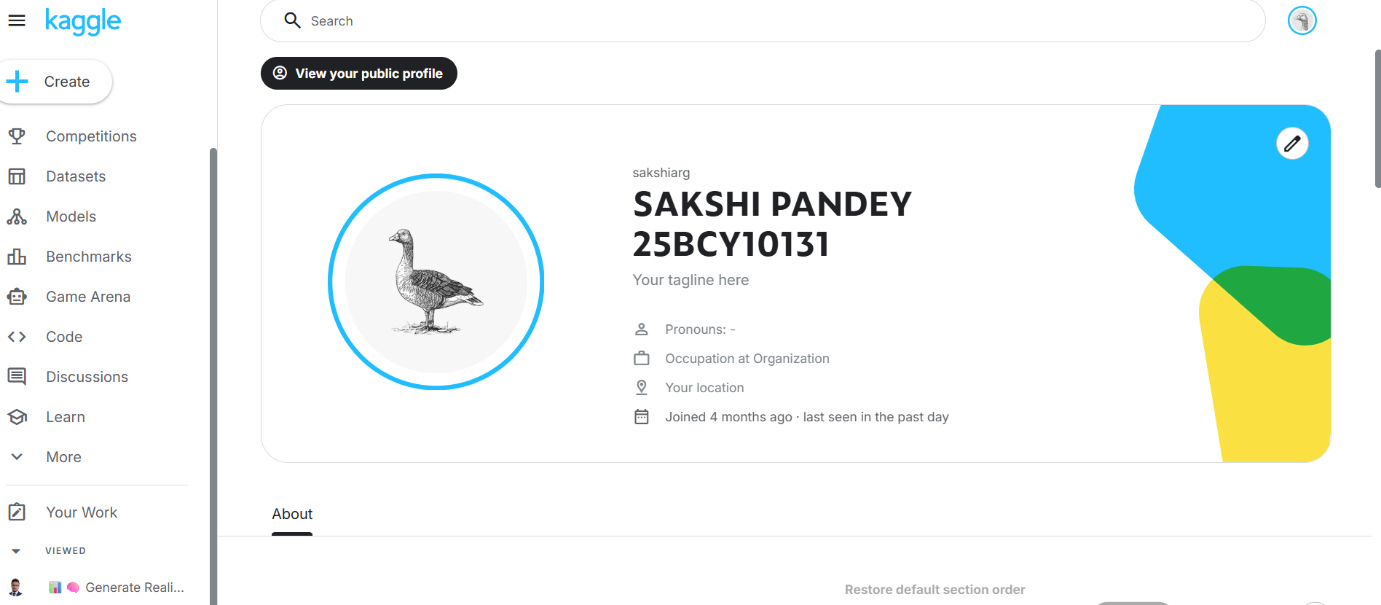 kaggle
Search
View your public profile
Create
Competitions
Datasets
Models
Benchmarks
Game Arena
Code
Discussions
Learn
More
Your Work
VIEWED
Generate Reali...
sakshiarg
SAKSHI PANDEY
25BCY10131
Your tagline here
Pronouns: -
Occupation at Organization
Your location
Joined 4 months ago · last seen in the past day
About
Restore default section order